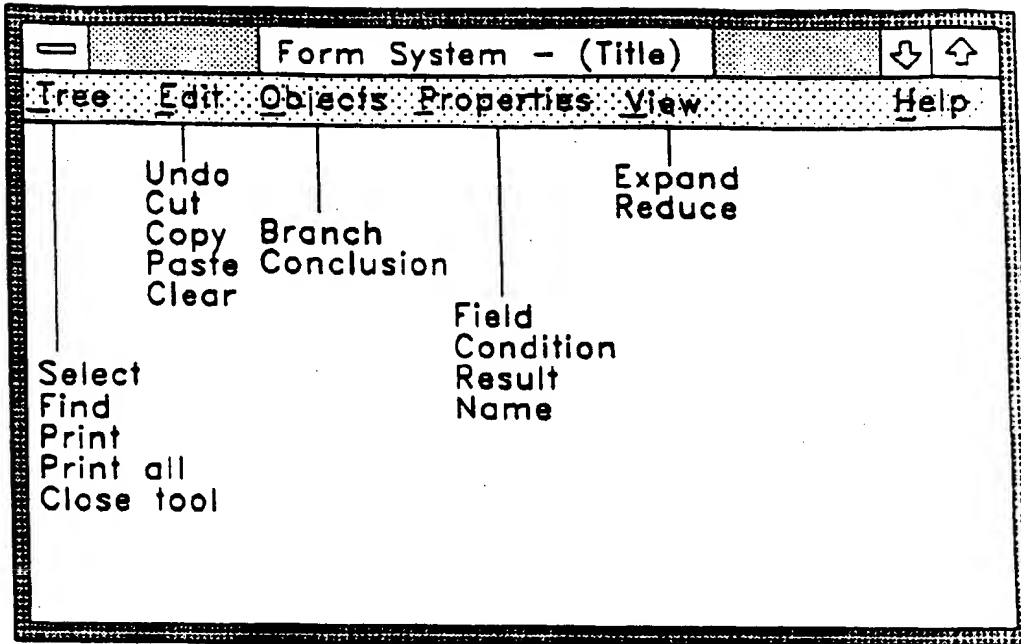 Form System - (Title)
Tree Edit Objects Properties View Help
Undo
Cut
Copy
Paste
Clear
Branch
Conclusion
Expand
Reduce
Field
Condition
Result
Name
Select
Find
Print
Print all
Close tool